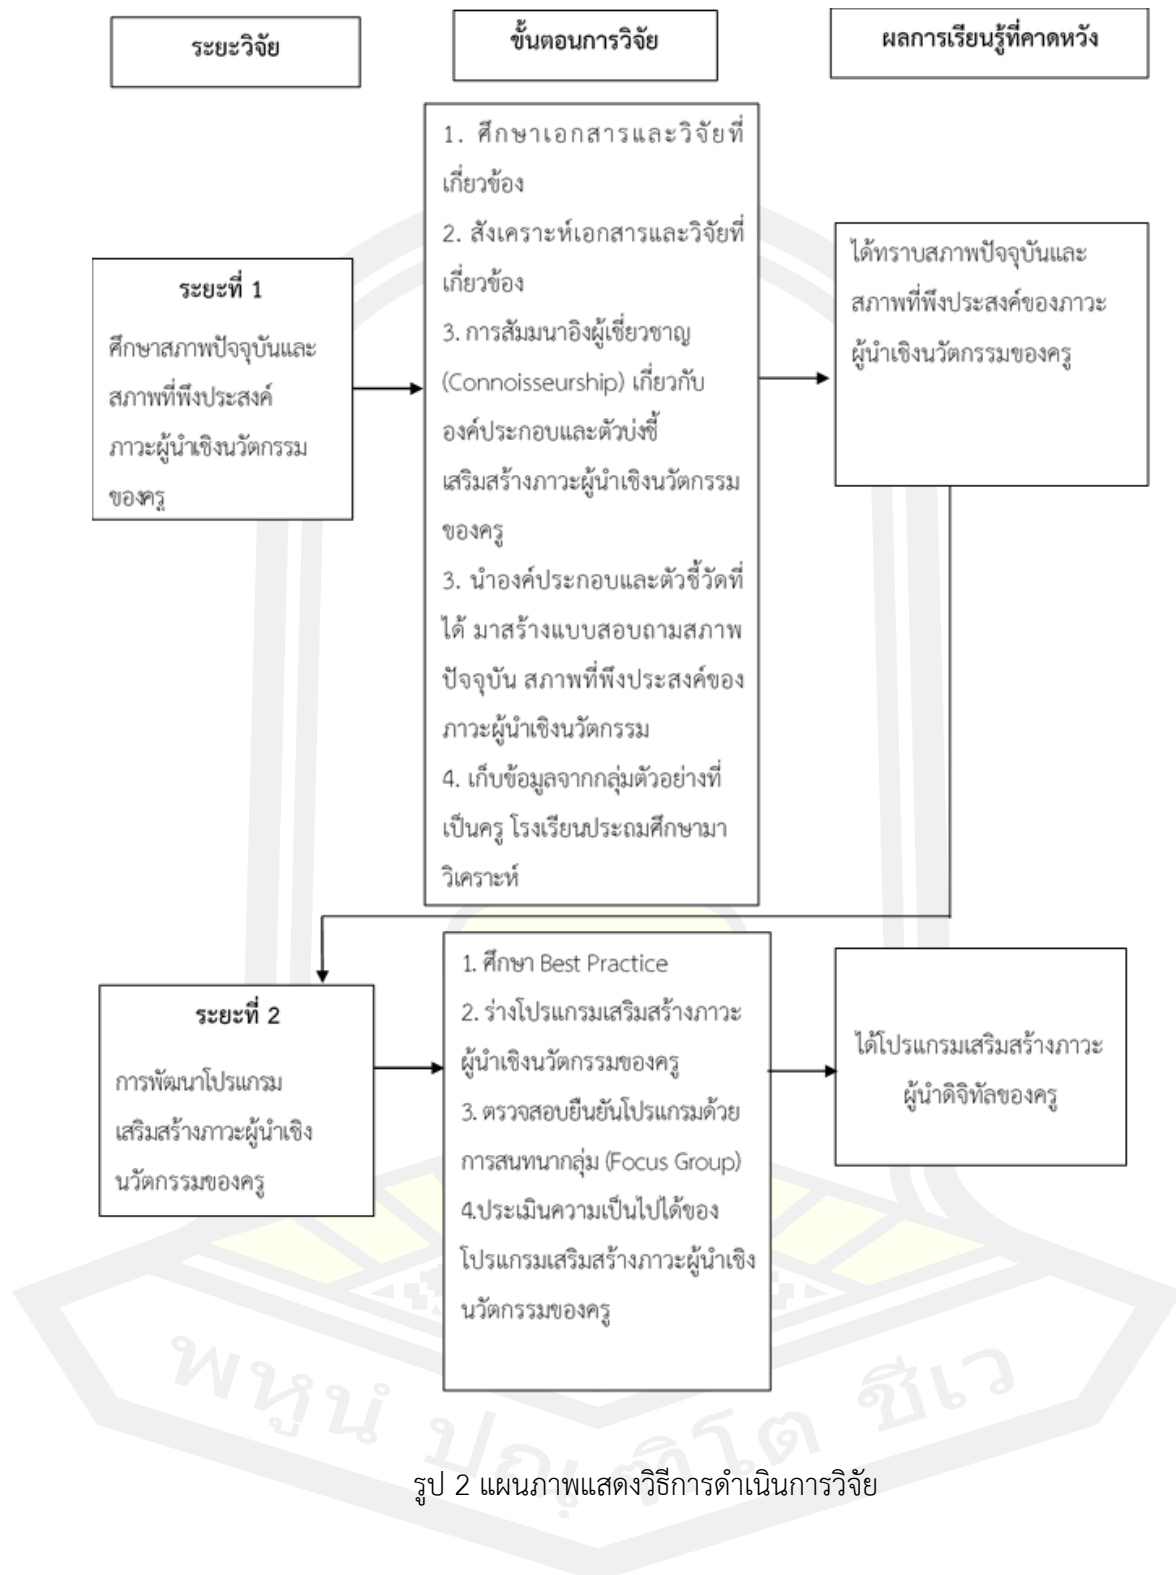 ระยะวิจัย
ขั้นตอนการวิจัย
ผลการเรียนรู้ที่คาดหวัง
ระยะที่ 1
ศึกษาสภาพปัจจุบันและ
สภาพที่พึงประสงค์
ภาวะผู้นำเชิงนวัตกรรม
ของครู
1. ศึกษาเอกสารและวิจัยที่
เกี่ยวข้อง
2. สังเคราะห์เอกสารและวิจัยที่
เกี่ยวข้อง
3. การสัมมนาอิงผู้เชี่ยวชาญ
(Connoisseurship) เกี่ยวกับ
องค์ประกอบและตัวบ่งชี้
เสริมสร้างภาวะผู้นำเชิงนวัตกรรม
ของครู
3. นำองค์ประกอบและตัวชี้วัดที่
ได้ มาสร้างแบบสอบถามสภาพ
ปัจจุบัน สภาพที่พึงประสงค์ของ
ภาวะผู้นำเชิงนวัตกรรม
4. เก็บข้อมูลจากกลุ่มตัวอย่างที่
เป็นครู โรงเรียนประถมศึกษามา
วิเคราะห์
ได้ทราบสภาพปัจจุบันและ
สภาพที่พึงประสงค์ของภาวะ
ผู้นำเชิงนวัตกรรมของครู
ระยะที่ 2
การพัฒนาโปรแกรม
เสริมสร้างภาวะผู้นำเชิง
นวัตกรรมของครู
1. ศึกษา Best Practice
2. ร่างโปรแกรมเสริมสร้างภาวะ
ผู้นำเชิงนวัตกรรมของครู
3. ตรวจสอบยืนยันโปรแกรมด้วย
การสนทนากลุ่ม (Focus Group)
4.ประเมินความเป็นไปได้ของ
โปรแกรมเสริมสร้างภาวะผู้นำเชิง
นวัตกรรมของครู
ได้โปรแกรมเสริมสร้างภาวะ
ผู้นำดิจิทัลของครู
พหูนํ ปณฺฑิโต ชีเว
รูป 2 แผนภาพแสดงวิธีการดำเนินการวิจัย